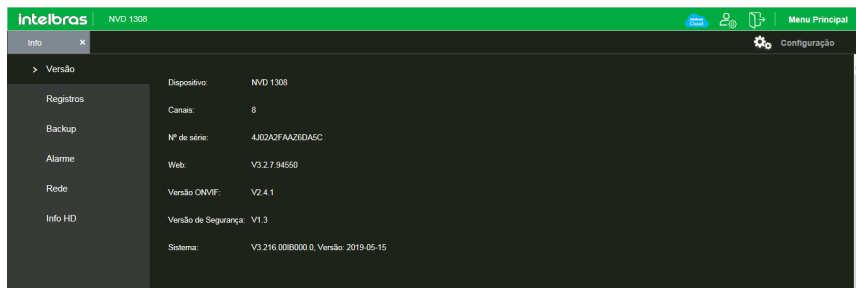 intelbras NVD 1308 intelbras Cloud Menu Principal
Info × Configuração
> Versão
Registros
Backup
Alarme
Rede
Info HD
Dispositivo: NVD 1308
Canais: 8
Nº de série: 4J02A2FAAZ6DA5C
Web: V3.2.7.94550
Versão ONVIF: V2.4.1
Versão de Segurança: V1.3
Sistema: V3.216.00IB000.0, Versão: 2019-05-15